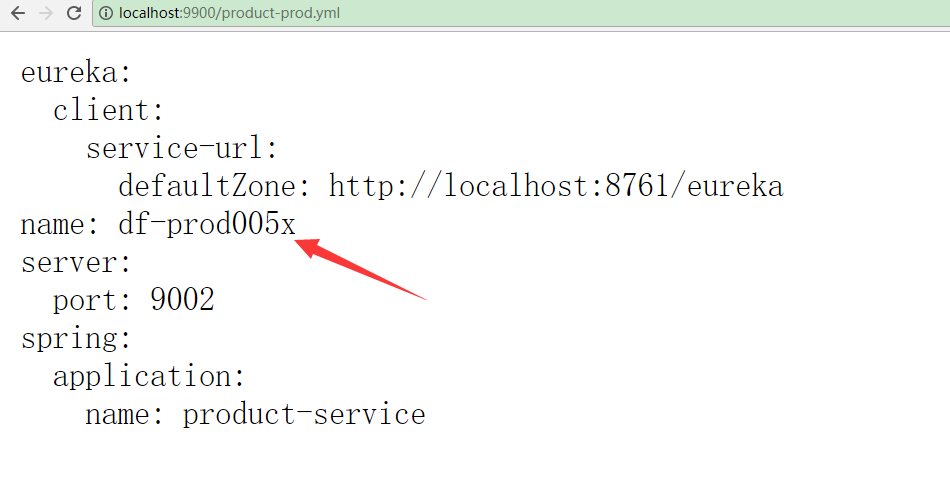 localhost:9900/product-prod.yml
eureka:
  client:
    service-url:
      defaultZone: http://localhost:8761/eureka
name: df-prod005x
server:
  port: 9002
spring:
  application:
    name: product-service